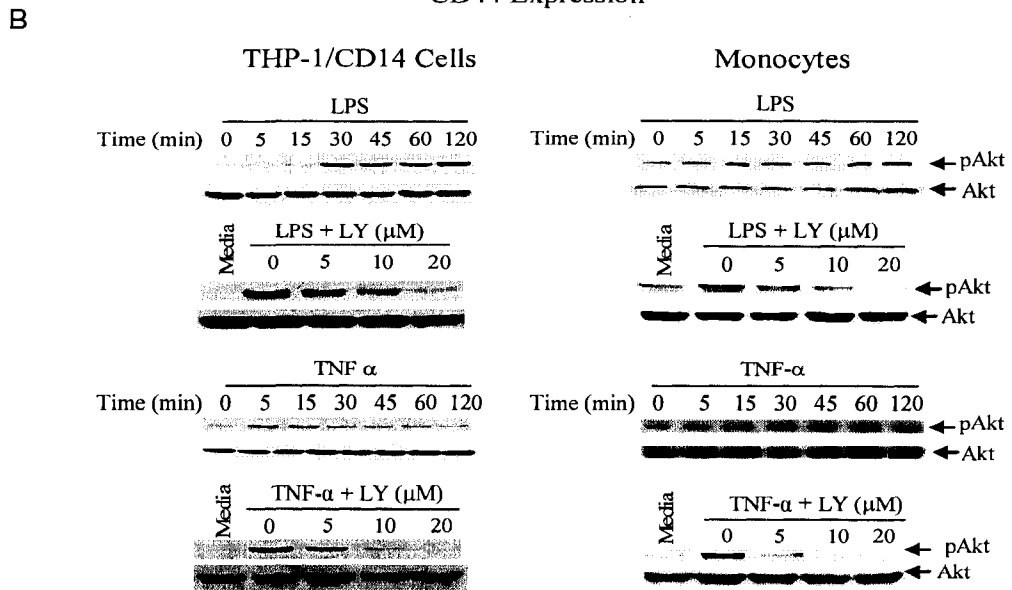 B
THP-1/CD14 Cells
Monocytes
LPS
Time (min) 0 5 15 30 45 60 120
LPS
Time (min) 0 5 15 30 45 60 120
pAkt
Akt
Media
LPS + LY (μM)
0 5 10 20
Media
LPS + LY (μM)
0 5 10 20
pAkt
Akt
TNF α
Time (min) 0 5 15 30 45 60 120
TNF-α
Time (min) 0 5 15 30 45 60 120
pAkt
Akt
Media
TNF-α + LY (μM)
0 5 10 20
Media
TNF-α + LY (μM)
0 5 10 20
pAkt
Akt